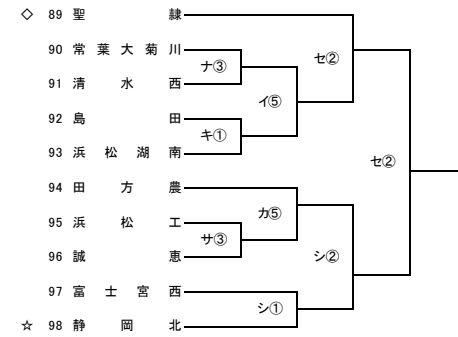 ◇ 89 聖隷
90 常葉大菊川
91 清水西
92 島田
93 浜松湖南
94 田方農
95 浜松工
96 誠恵
97 富士宮西
☆ 98 静岡北
セ②
ナ③
イ⑤
キ①
セ②
カ⑤
サ③
シ②
シ①